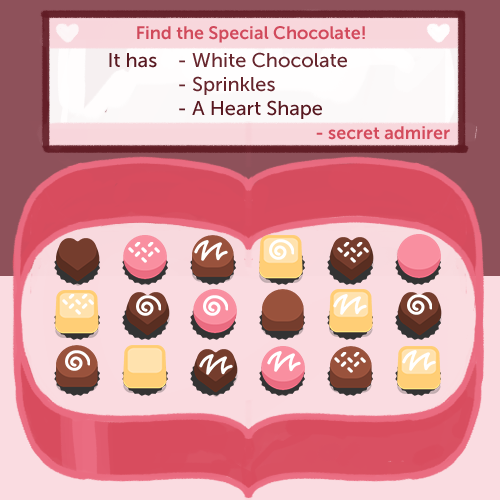 Find the Special Chocolate!
It has - White Chocolate
- Sprinkles
- A Heart Shape
- secret admirer